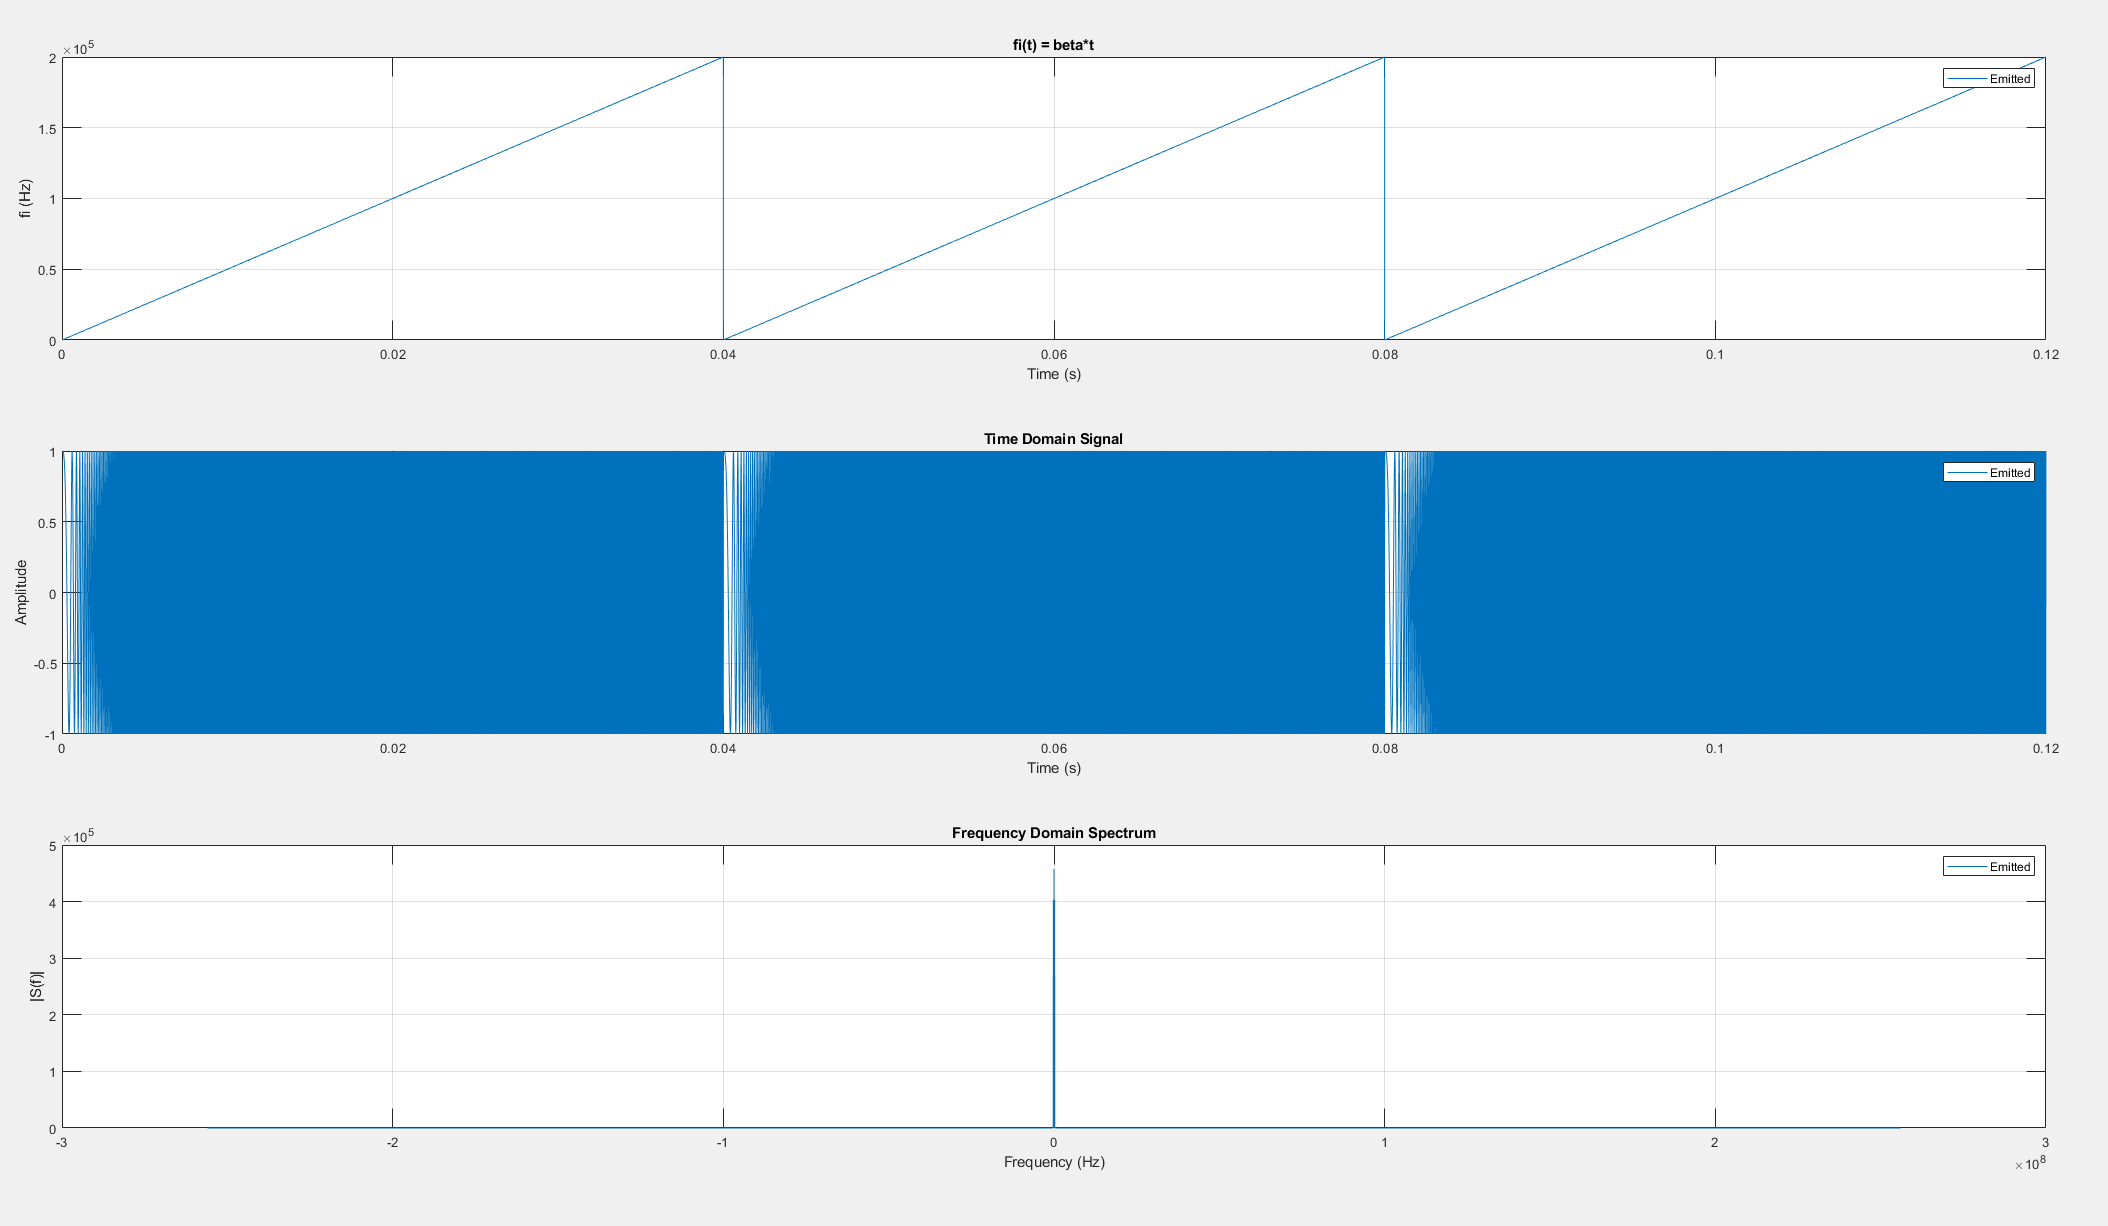 fi(t) = beta*t
×10^5
2
1.5
1
0.5
0
fi (Hz)
Emitted
0 0.02 0.04 0.06 0.08 0.1 0.12
Time (s)
Time Domain Signal
1
0.5
0
-0.5
-1
Amplitude
Emitted
0 0.02 0.04 0.06 0.08 0.1 0.12
Time (s)
Frequency Domain Spectrum
×10^5
5
4
3
2
1
0
|S(f)|
Emitted
-3 -2 -1 0 1 2 3
Frequency (Hz)
×10^8